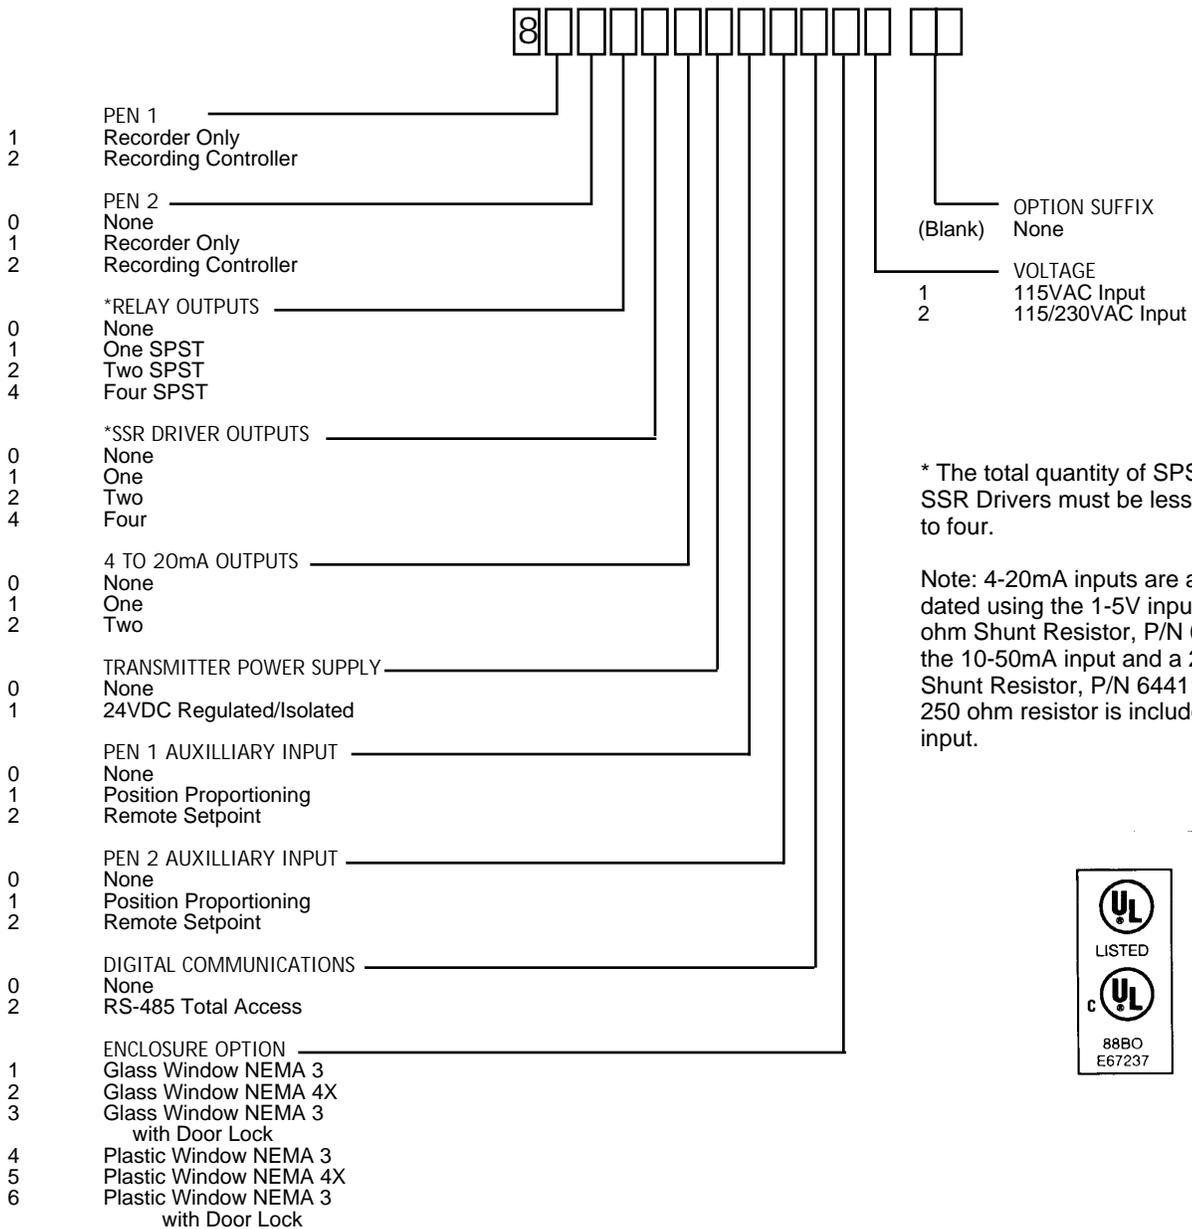 8
PEN 1
1 Recorder Only
2 Recording Controller
PEN 2
0 None
1 Recorder Only
2 Recording Controller
*RELAY OUTPUTS
0 None
1 One SPST
2 Two SPST
4 Four SPST
*SSR DRIVER OUTPUTS
0 None
1 One
2 Two
4 Four
4 TO 20mA OUTPUTS
0 None
1 One
2 Two
TRANSMITTER POWER SUPPLY
0 None
1 24VDC Regulated/Isolated
PEN 1 AUXILLIARY INPUT
0 None
1 Position Proportioning
2 Remote Setpoint
PEN 2 AUXILLIARY INPUT
0 None
1 Position Proportioning
2 Remote Setpoint
DIGITAL COMMUNICATIONS
0 None
2 RS-485 Total Access
ENCLOSURE OPTION
1 Glass Window NEMA 3
2 Glass Window NEMA 4X
3 Glass Window NEMA 3
with Door Lock
4 Plastic Window NEMA 3
5 Plastic Window NEMA 4X
6 Plastic Window NEMA 3
with Door Lock
OPTION SUFFIX
(Blank) None
VOLTAGE
1 115VAC Input
2 115/230VAC Input
* The total quantity of
SSR Drivers must be less
to four.
Note: 4-20mA inputs are
dated using the 1-5V
ohm Shunt Resistor, P/N
the 10-50mA input and a
Shunt Resistor, P/N
250 ohm resistor is
input.
UL
®
LISTED
C UL
®
88BO
E67237